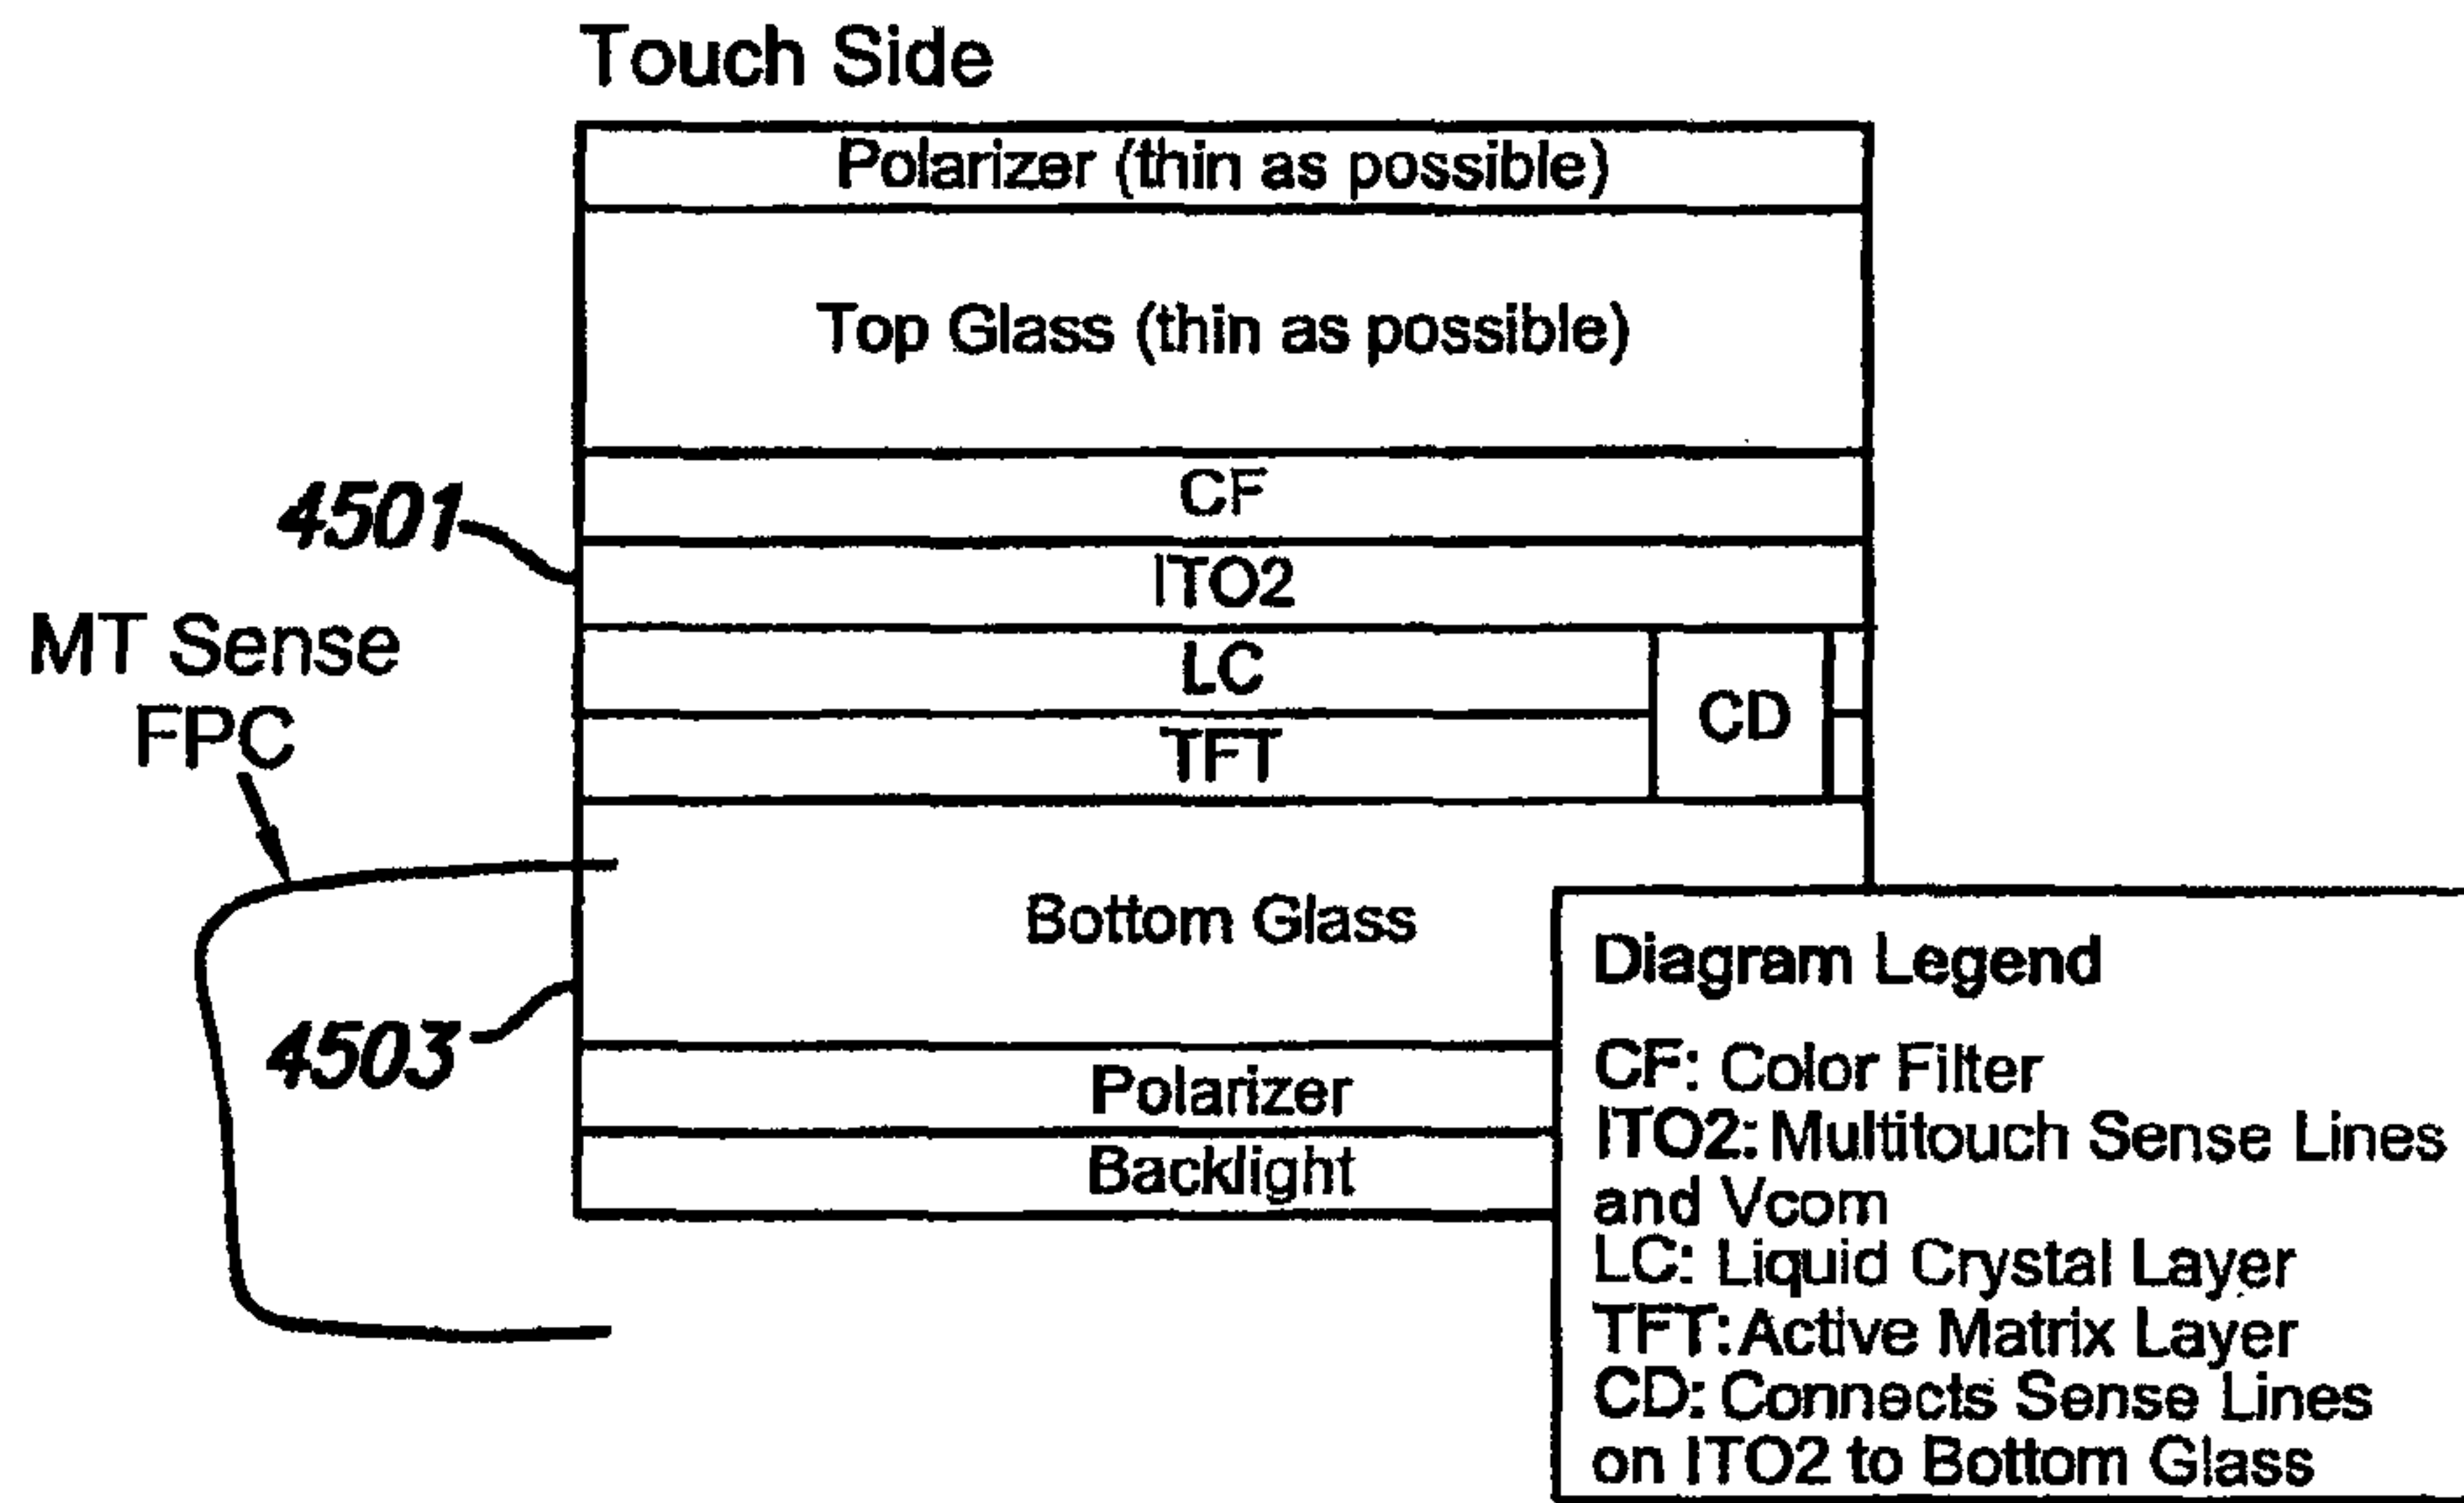 Touch Side
Polarizer (thin as possible)
Top Glass (thin as possible)
CF
4501
ITO2
MT Sense
FPC
LC
CD
TFT
Bottom Glass
4503
Polarizer
Backlight
Diagram Legend
CF: Color Filter
ITO2: Multitouch Sense Lines
and Vcom
LC: Liquid Crystal Layer
TFT: Active Matrix Layer
CD: Connects Sense Lines
on ITO2 to Bottom Glass